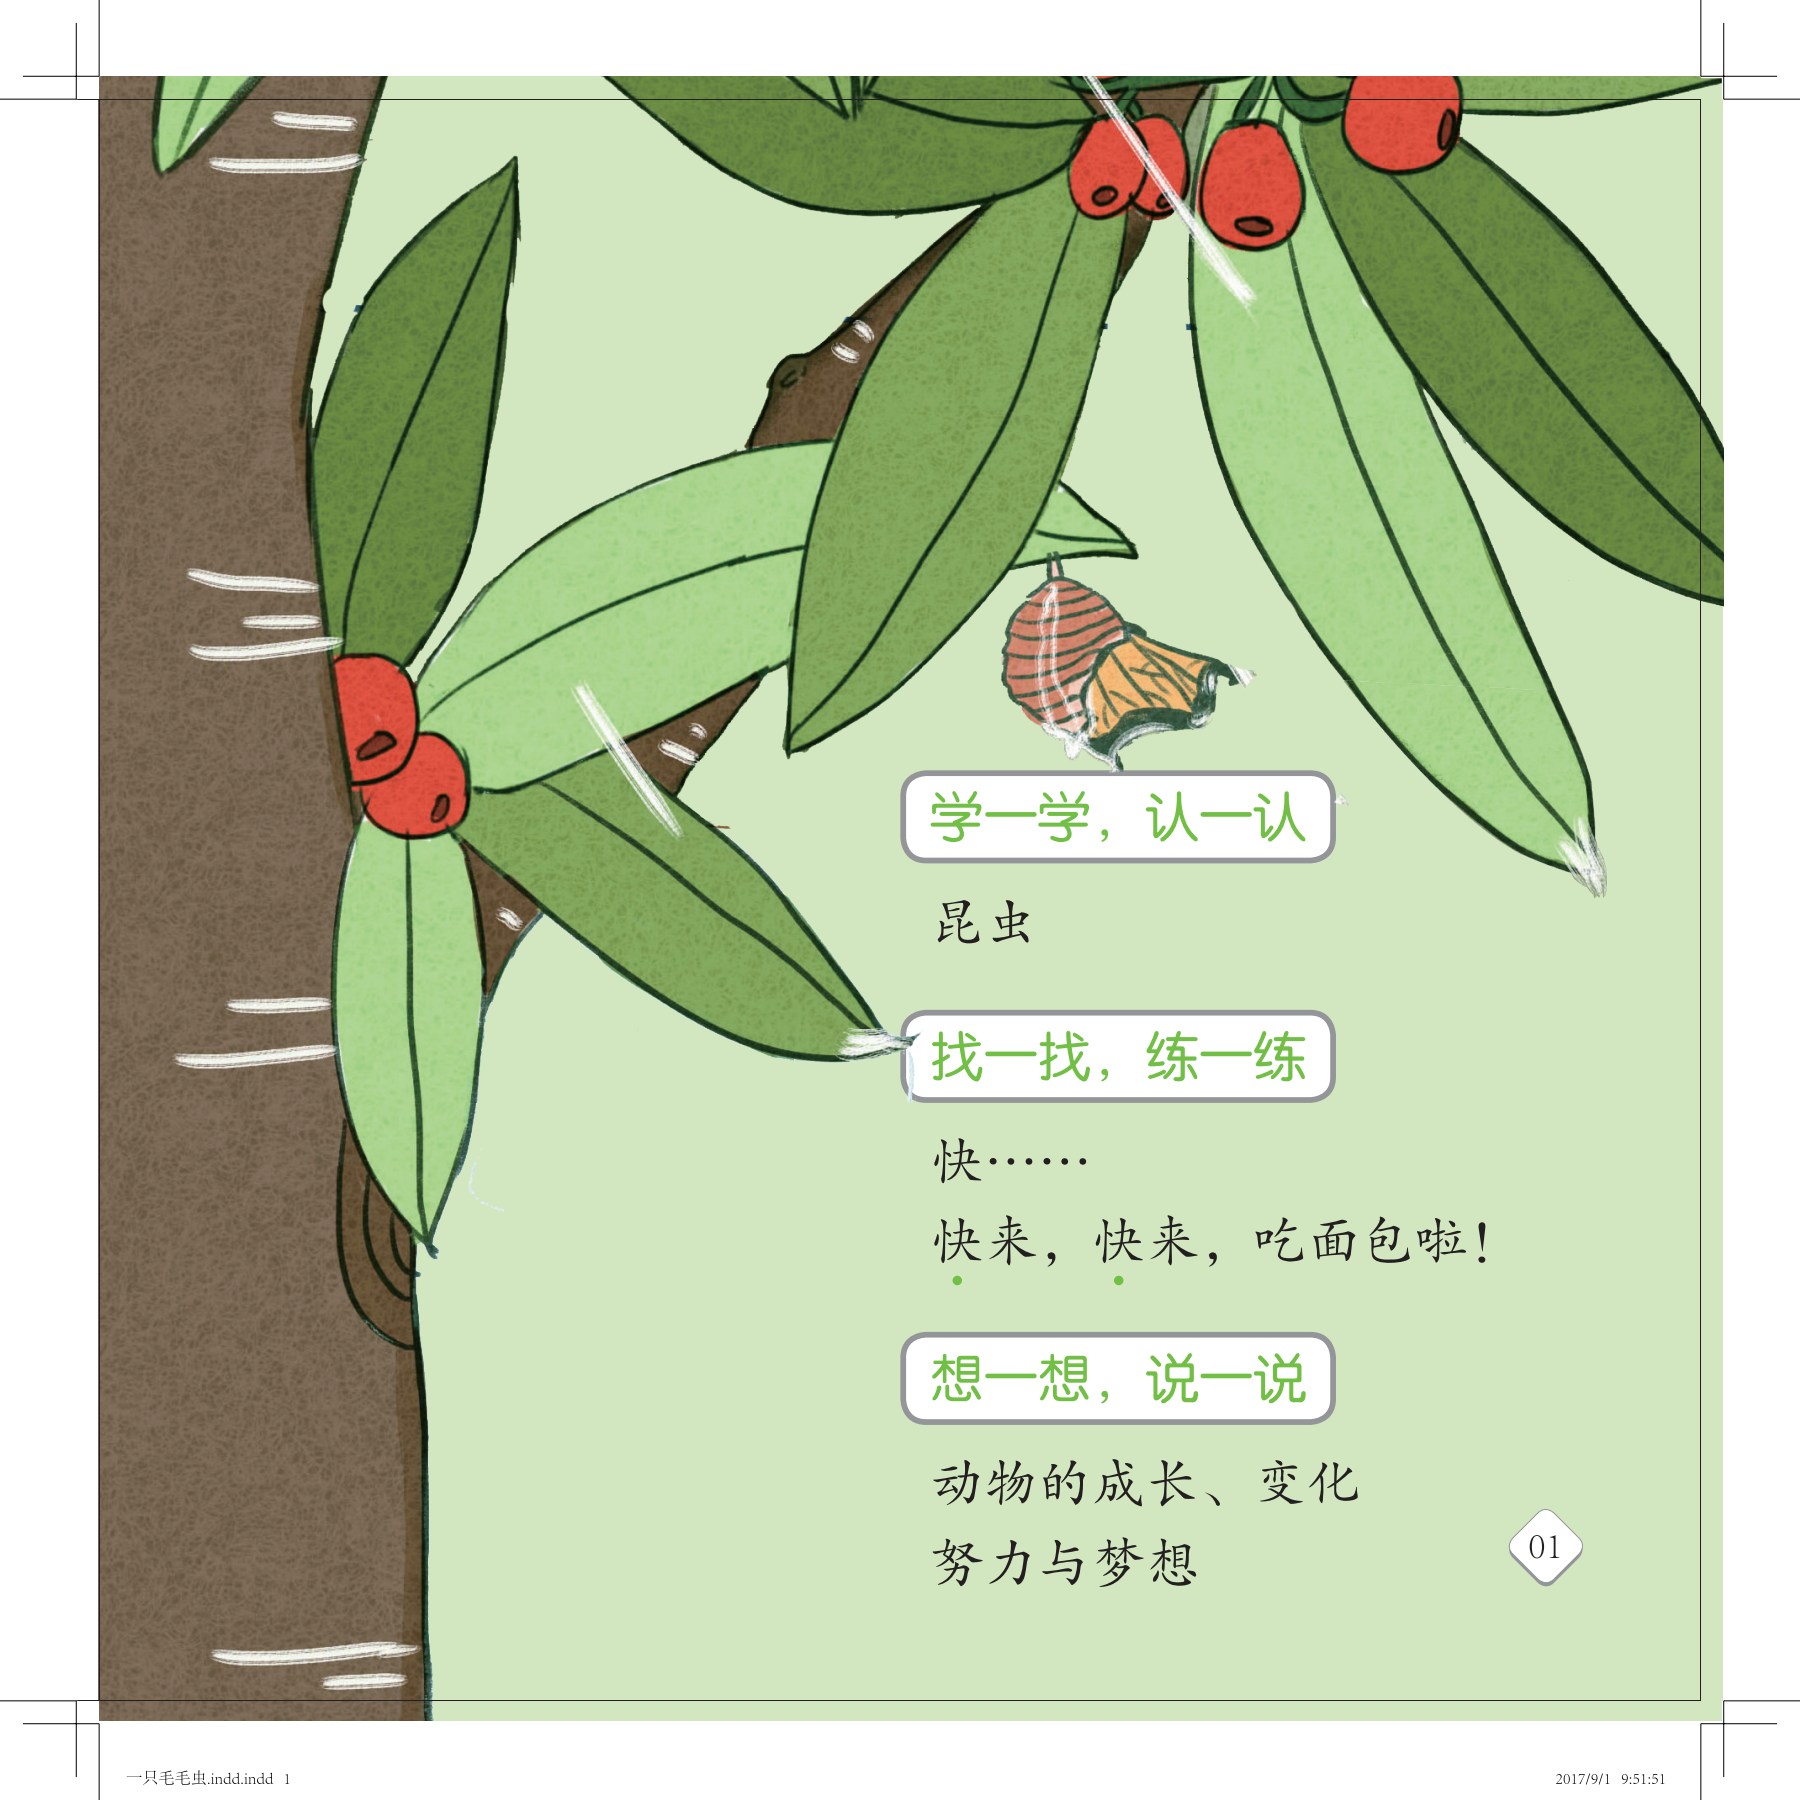 学一学，认一认
昆虫
找一找，练一练
快……
快来，快来，吃面包啦！
想一想，说一说
动物的成长、变化
努力与梦想
01
一只毛毛虫.indd.indd 1
2017/9/1 9:51:51